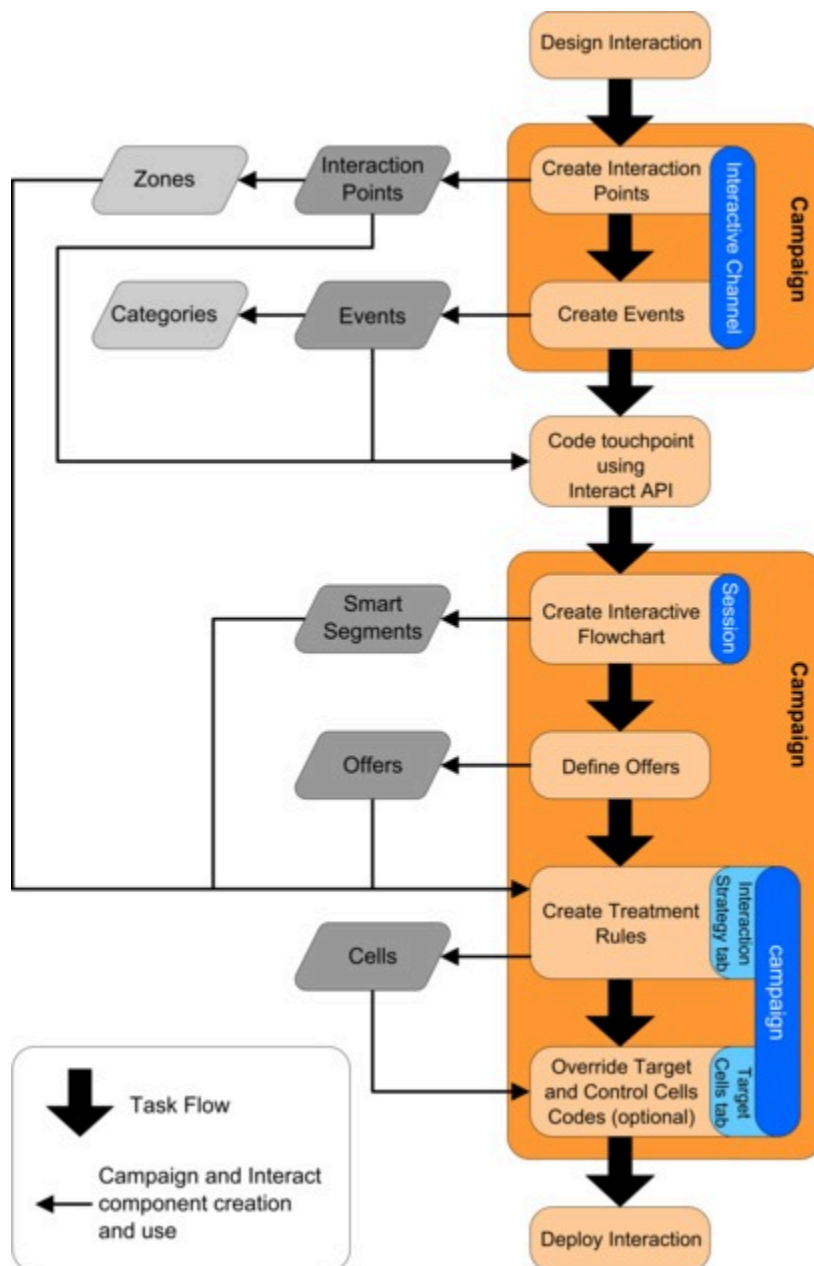 Design Interaction
Zones
Interaction
Points
Create Interaction
Points
Interactive Channel
Campaign
Categories
Events
Create Events
Code touchpoint
using
Interact API
Smart
Segments
Create Interactive
Flowchart
Session
Campaign
Offers
Define Offers
Create Treatment
Rules
Interaction
Strategy tab
campaign
Cells
Override Target
and Control Cells
Codes (optional)
Target
Cells tab
Task Flow
Campaign and Interact
component creation
and use
Deploy Interaction